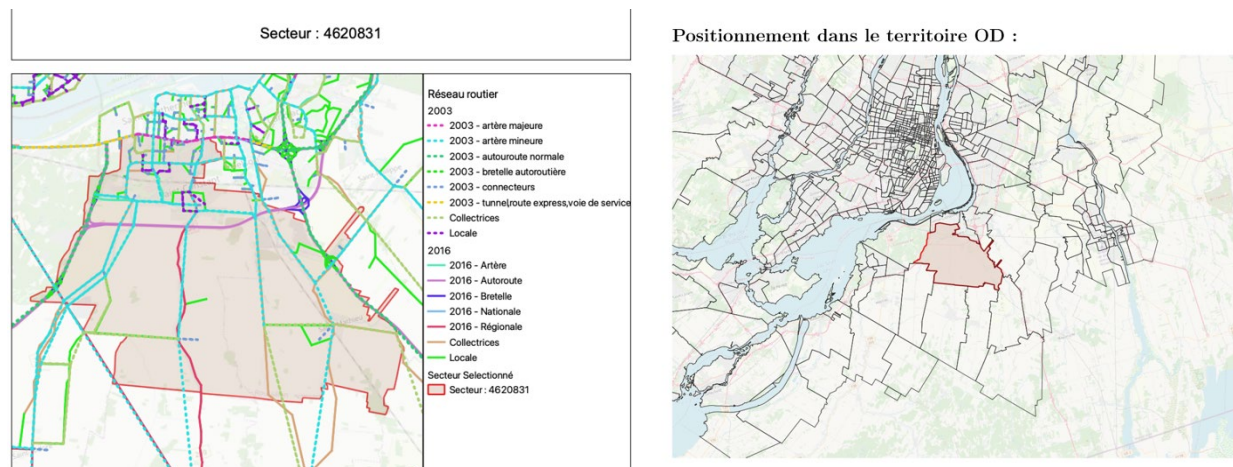 Secteur : 4620831
Réseau routier
2003
2003 - artère majeure
2003 - artère mineure
2003 - autouroute normale
2003 - bretelle autoroutière
2003 - connecteurs
2003 - tunnel,route express,voie de service
Collectrices
Locale
2016
2016 - Artère
2016 - Autoroute
2016 - Bretelle
2016 - Nationale
2016 - Régionale
Collectrices
Locale
Secteur Selectionné
Secteur : 4620831
Positionnement dans le territoire OD :